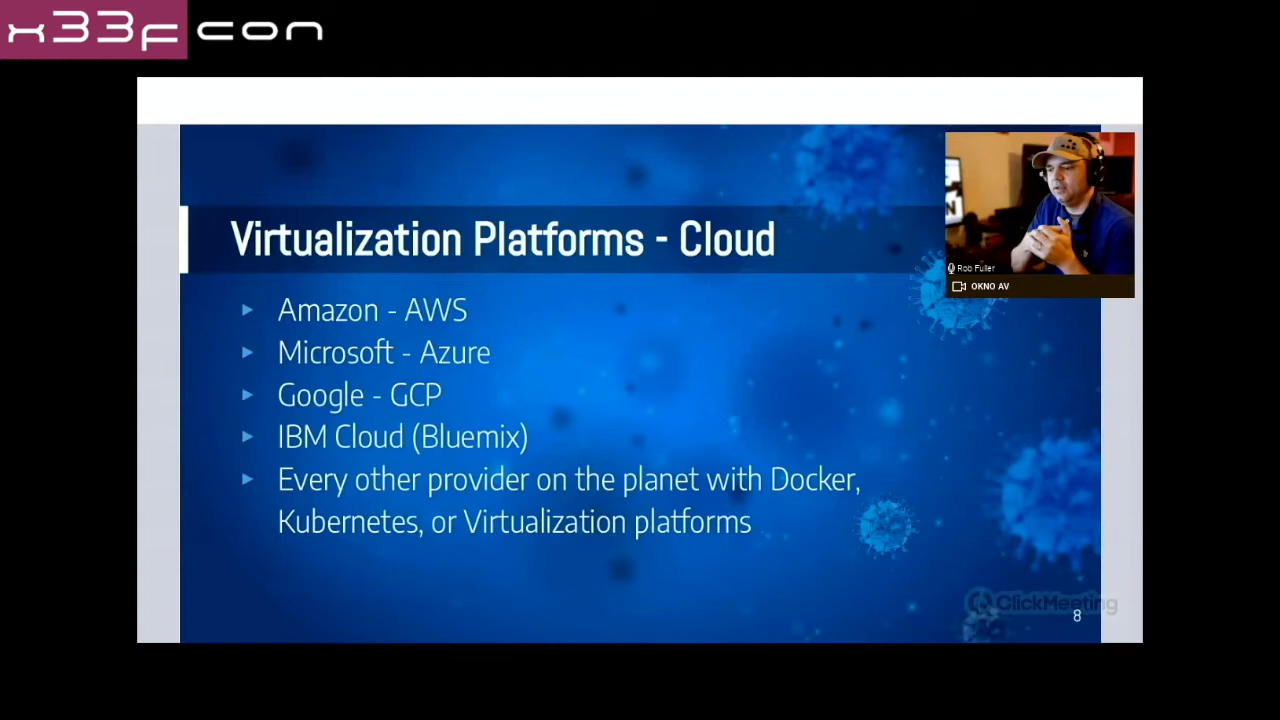 x33fcon
Virtualization Platforms - Cloud
Rob Fuller
OKNO AV
Amazon - AWS
Microsoft - Azure
Google - GCP
IBM Cloud (Bluemix)
Every other provider on the planet with Docker,
Kubernetes, or Virtualization platforms
ClickMeeting
8